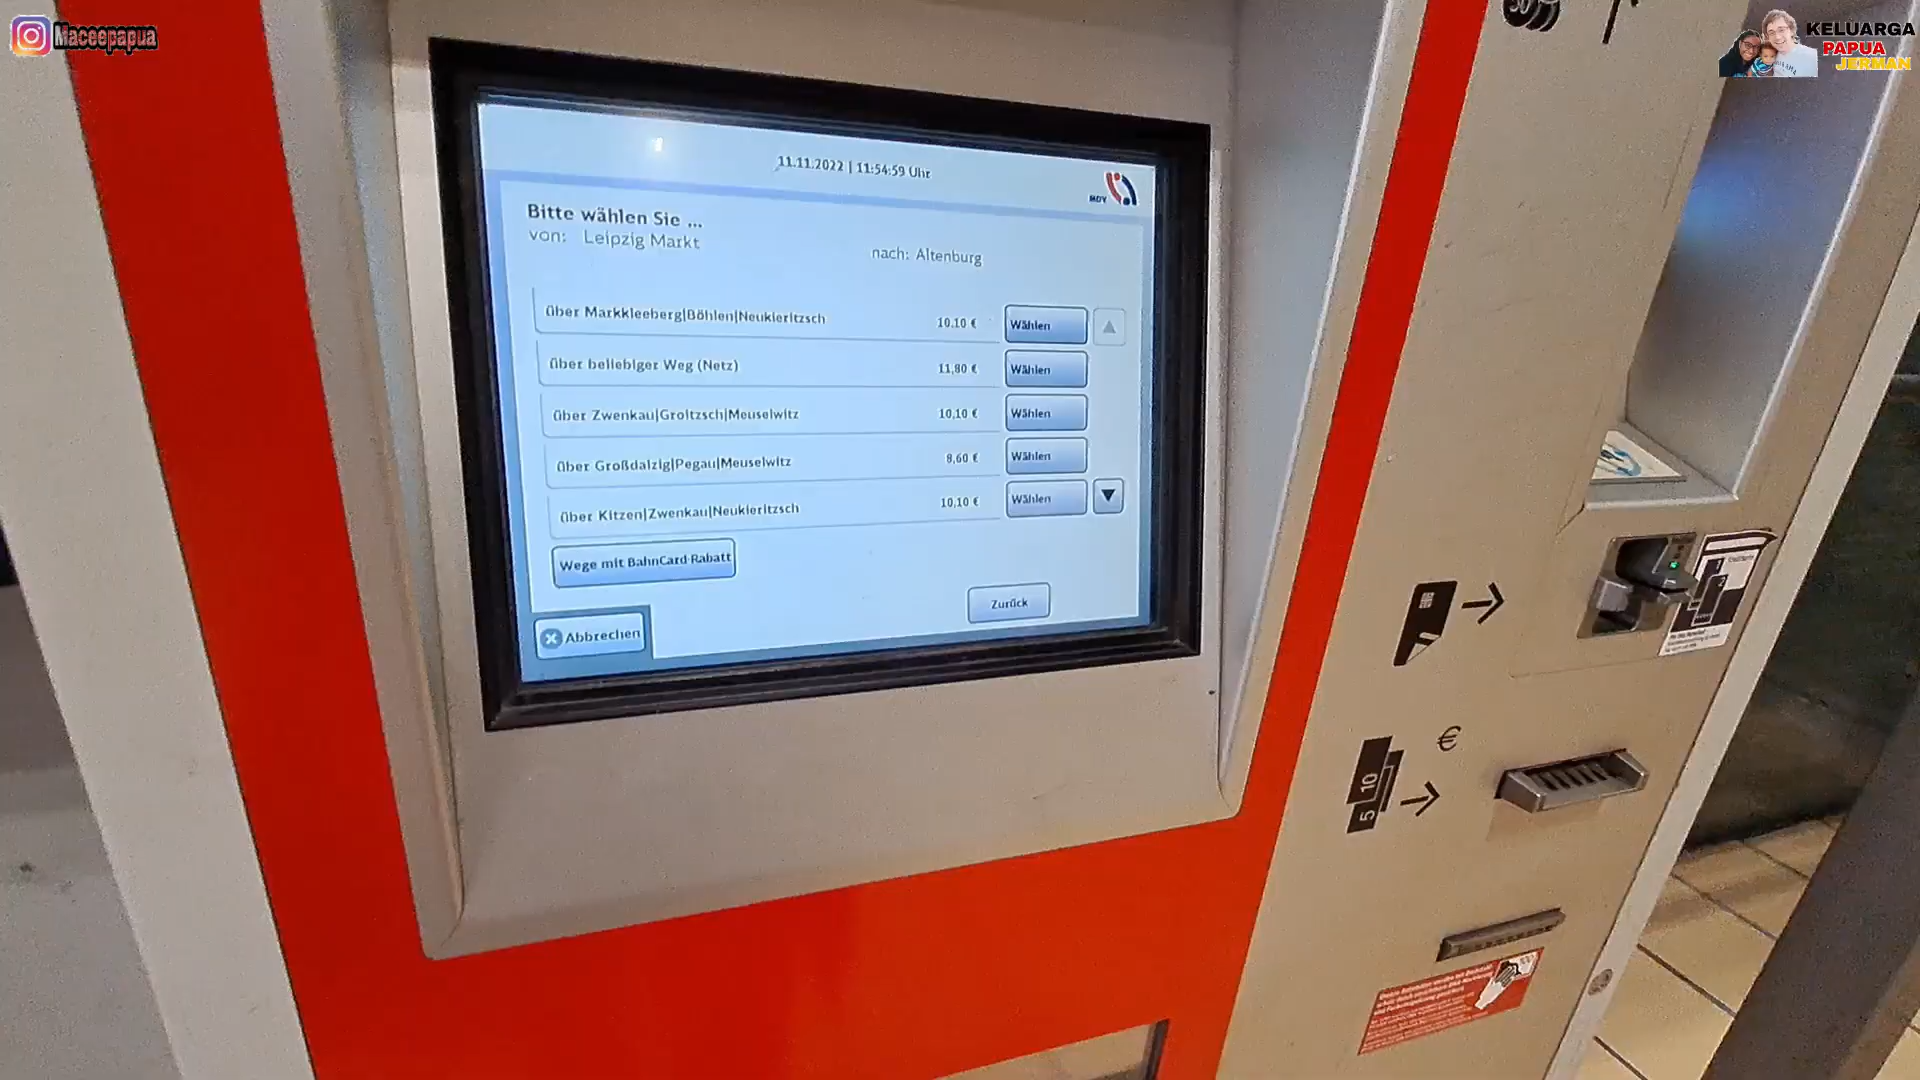 Maceepapua
KELUARGA
PAPUA
JERMAN
11.11.2022 | 11:54:59 Uhr
MDV
Bitte wählen Sie ...
von: Leipzig Markt
nach: Altenburg
über Markkleeberg|Böhlen|Neukieritzsch 10,10 € Wählen
über beliebiger Weg (Netz) 11,80 € Wählen
über Zwenkau|Groitzsch|Meuselwitz 10,10 € Wählen
über Großdalzig|Pegau|Meuselwitz 8,60 € Wählen
über Kitzen|Zwenkau|Neukieritzsch 10,10 € Wählen
Wege mit BahnCard-Rabatt
Zurück
Abbrechen
€
10
5